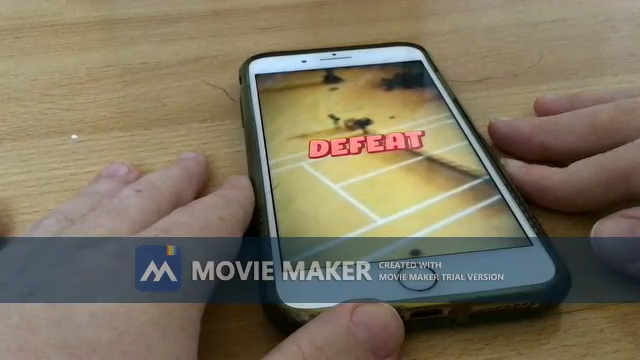 DEFEAT
MOVIE MAKER
CREATED WITH
MOVIE MAKER TRIAL VERSION